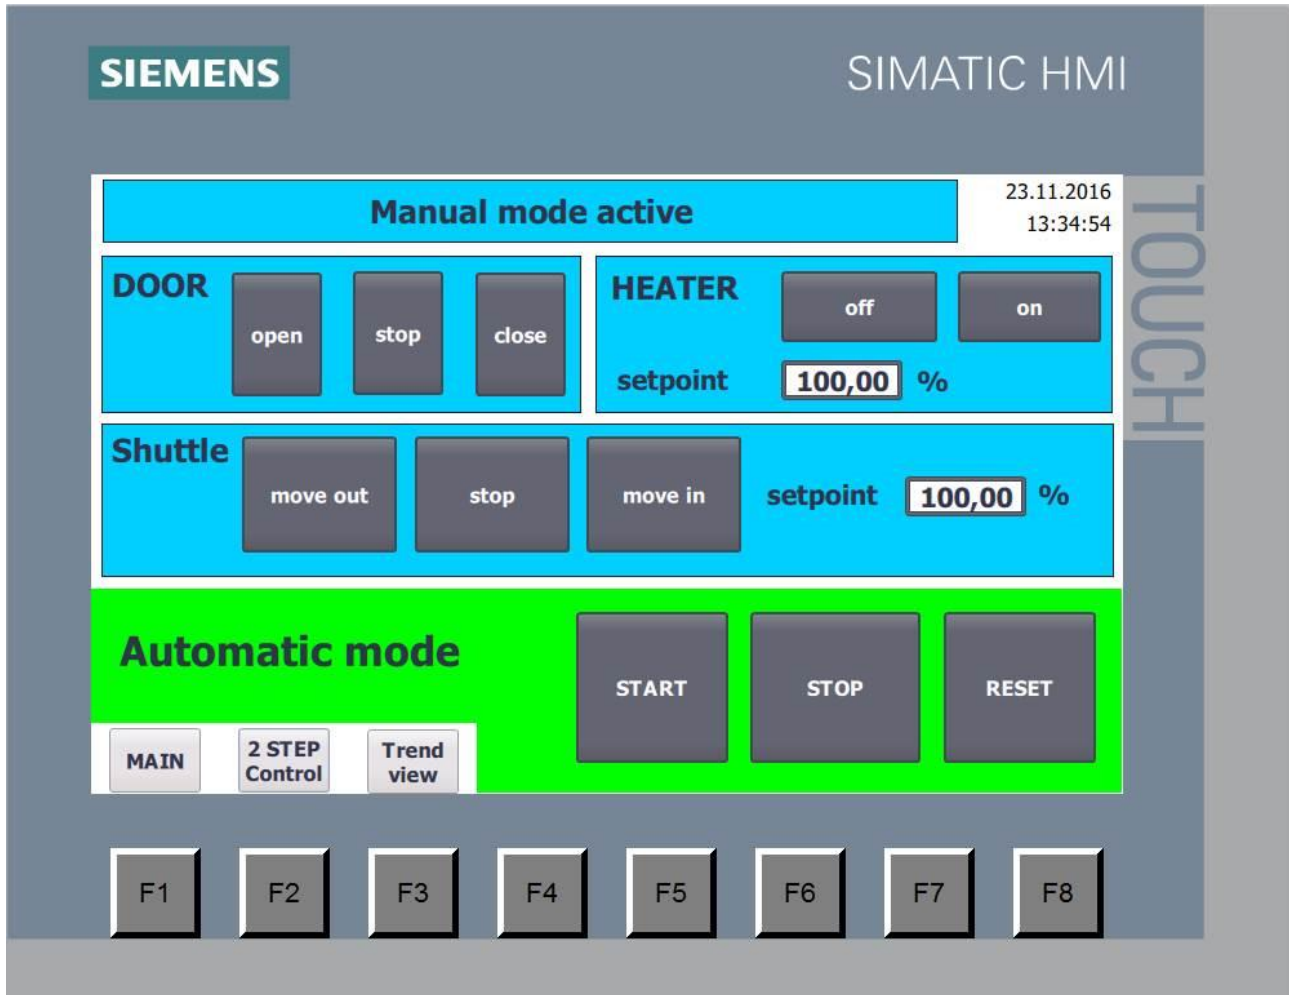 SIEMENS
SIMATIC HMI
TOUCH
Manual mode active
23.11.2016
13:34:54
DOOR
open
stop
close
HEATER
off
on
setpoint 100,00 %
Shuttle
move out
stop
move in
setpoint 100,00 %
Automatic mode
START
STOP
RESET
MAIN
2 STEP
Control
Trend
view
F1
F2
F3
F4
F5
F6
F7
F8